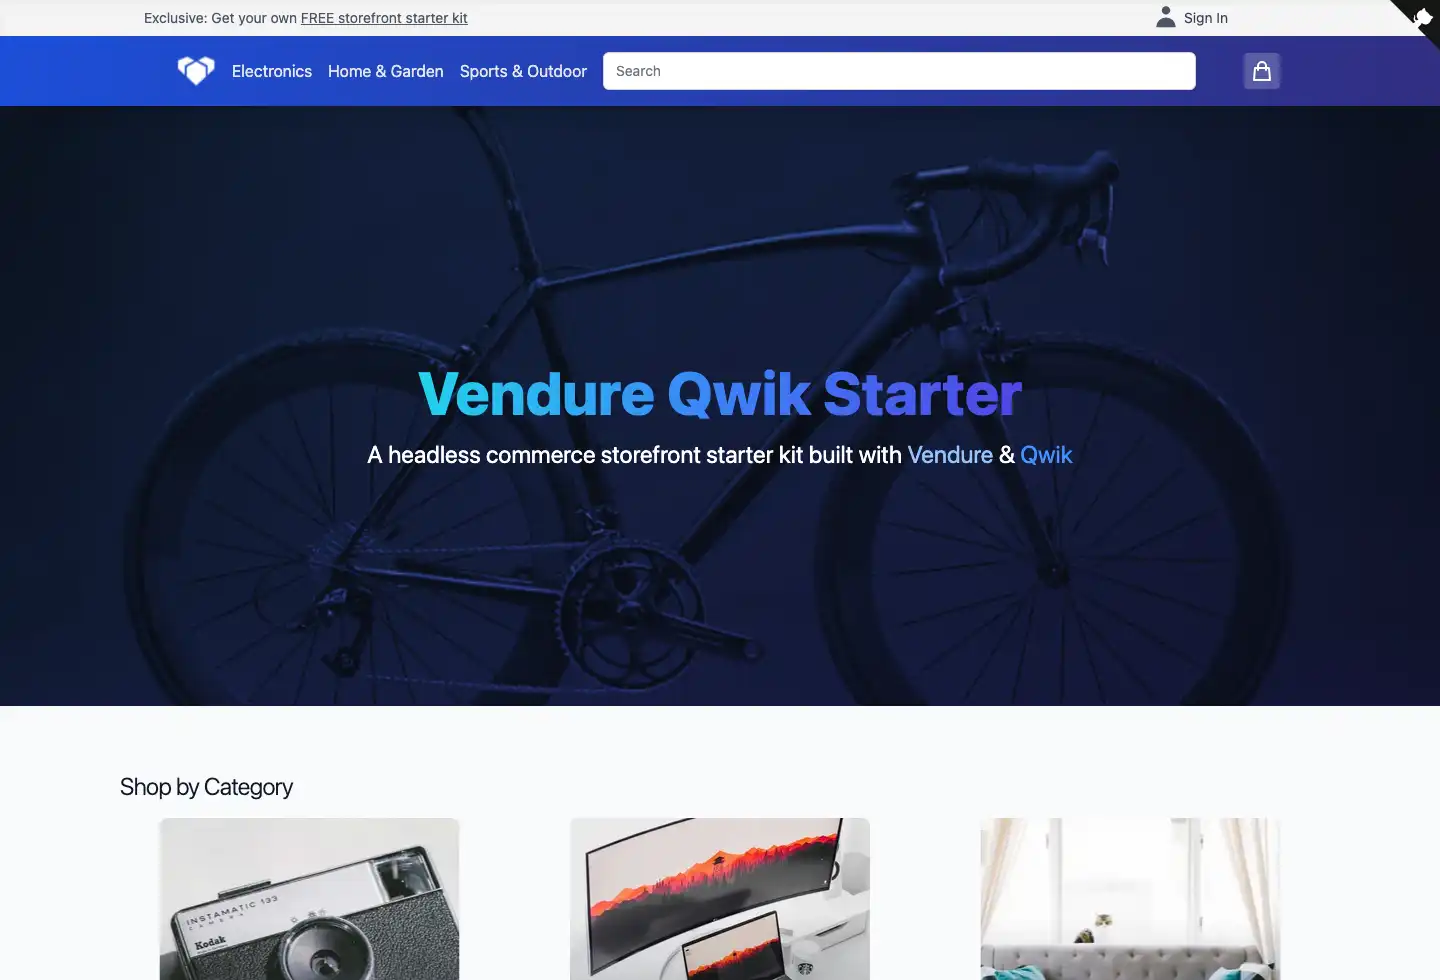 Exclusive: Get your own FREE storefront starter kit
Sign In
Electronics
Home & Garden
Sports & Outdoor
Search
Vendure Qwik Starter
A headless commerce storefront starter kit built with Vendure & Qwik
Shop by Category
INSTAMATIC 133
CAMERA
Kodak